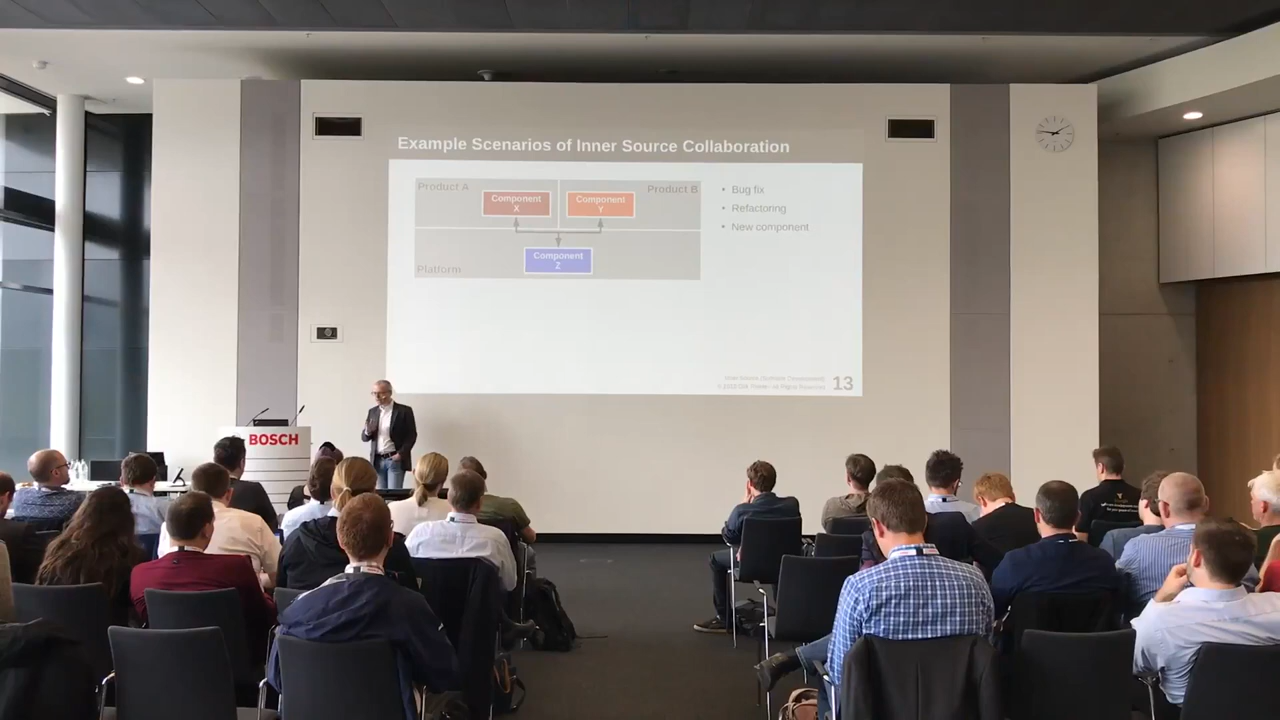 Example Scenarios of Inner Source Collaboration
Product A
Component
X
Component
Y
Product B
Component
Z
Platform
• Bug fix
• Refactoring
• New component
13
BOSCH